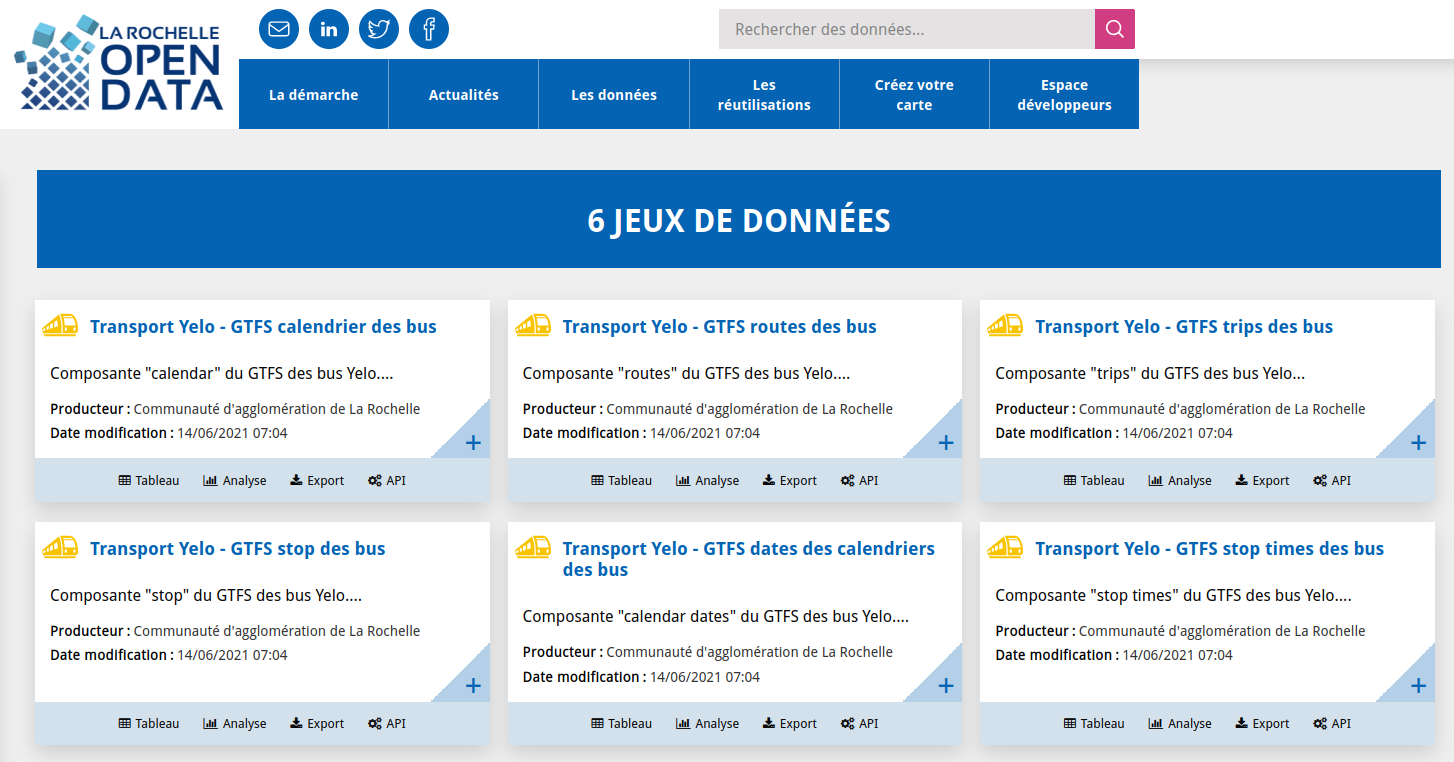 LA ROCHELLE
OPEN
DATA
Rechercher des données...
La démarche
Actualités
Les données
Les
réutilisations
Créez votre
carte
Espace
développeurs
6 JEUX DE DONNÉES
Transport Yelo - GTFS calendrier des bus
Composante "calendar" du GTFS des bus Yelo....
Producteur : Communauté d'agglomération de La Rochelle
Date modification : 14/06/2021 07:04
+
Tableau Analyse Export API
Transport Yelo - GTFS routes des bus
Composante "routes" du GTFS des bus Yelo....
Producteur : Communauté d'agglomération de La Rochelle
Date modification : 14/06/2021 07:04
+
Tableau Analyse Export API
Transport Yelo - GTFS trips des bus
Composante "trips" du GTFS des bus Yelo...
Producteur : Communauté d'agglomération de La Rochelle
Date modification : 14/06/2021 07:04
+
Tableau Analyse Export API
Transport Yelo - GTFS stop des bus
Composante "stop" du GTFS des bus Yelo....
Producteur : Communauté d'agglomération de La Rochelle
Date modification : 14/06/2021 07:04
+
Tableau Analyse Export API
Transport Yelo - GTFS dates des calendriers
des bus
Composante "calendar dates" du GTFS des bus Yelo....
Producteur : Communauté d'agglomération de La Rochelle
Date modification : 14/06/2021 07:04
+
Tableau Analyse Export API
Transport Yelo - GTFS stop times des bus
Composante "stop times" du GTFS des bus Yelo....
Producteur : Communauté d'agglomération de La Rochelle
Date modification : 14/06/2021 07:04
+
Tableau Analyse Export API